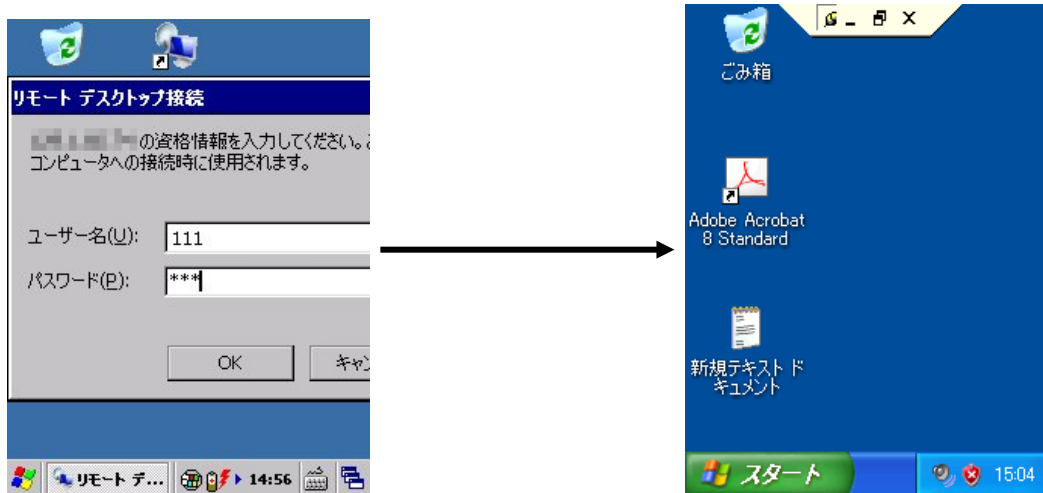 リモート デスクトップ接続
の資格情報を入力してください。
コンピュータへの接続時に使用されます。
ユーザー名(U):
111
パスワード(P):
***
OK
キャン
リモート デ...
14:56
ごみ箱
Adobe Acrobat
8 Standard
新規テキスト ド
キュメント
スタート
15:04